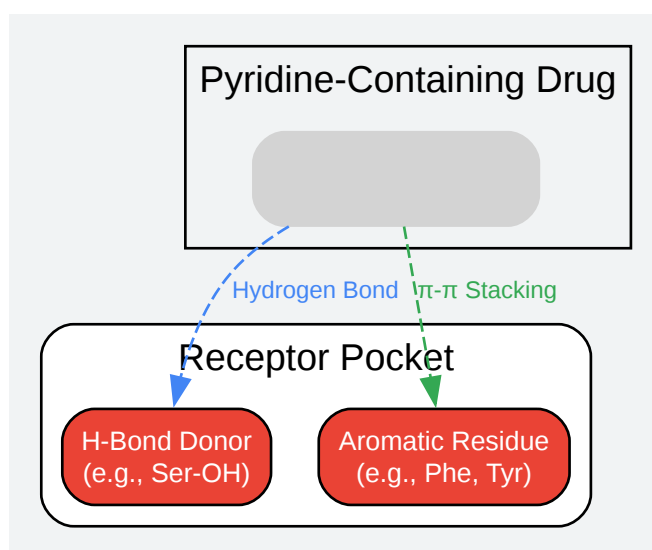 Pyridine-Containing Drug
Hydrogen Bond
π-π Stacking
Receptor Pocket
H-Bond Donor
(e.g., Ser-OH)
Aromatic Residue
(e.g., Phe, Tyr)